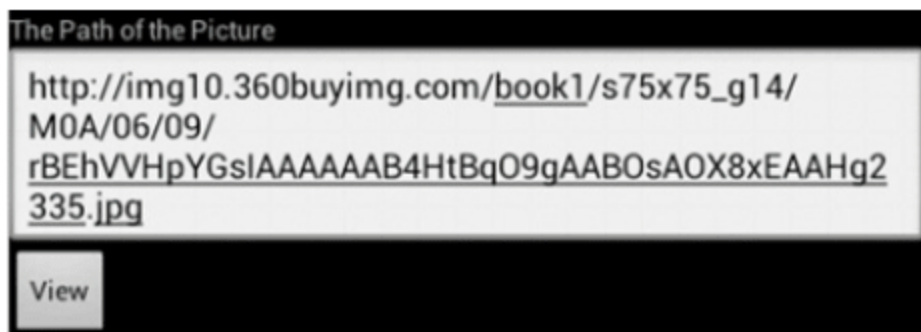 The Path of the Picture
http://img10.360buyimg.com/book1/s75x75_g14/
M0A/06/09/
rBEhVVHpYGsIAAAAAAB4HtBqO9gAABOsAOX8xEAAHg2
335.jpg
View